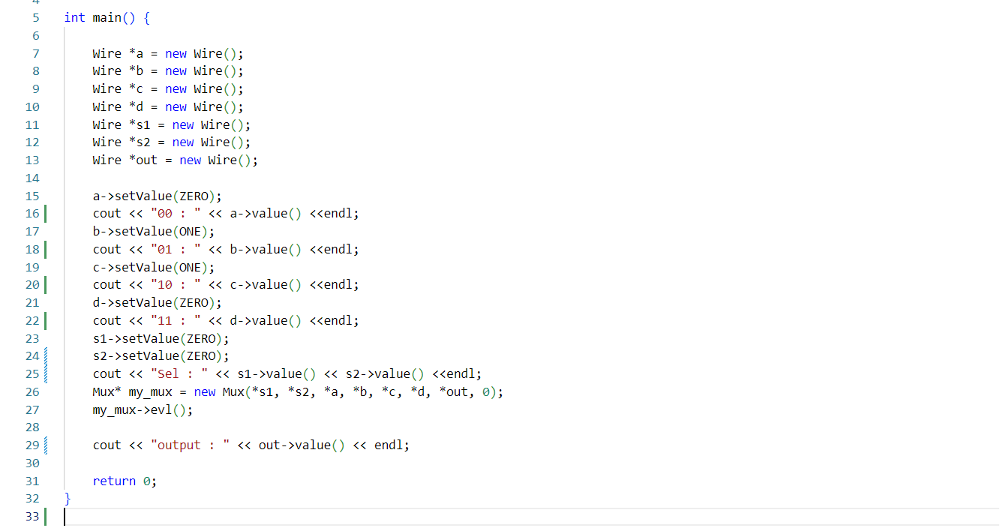 4
5 int main() {
6
7 Wire *a = new Wire();
8 Wire *b = new Wire();
9 Wire *c = new Wire();
10 Wire *d = new Wire();
11 Wire *s1 = new Wire();
12 Wire *s2 = new Wire();
13 Wire *out = new Wire();
14
15 a->setValue(ZERO);
16 cout << "00 : " << a->value() <<endl;
17 b->setValue(ONE);
18 cout << "01 : " << b->value() <<endl;
19 c->setValue(ONE);
20 cout << "10 : " << c->value() <<endl;
21 d->setValue(ZERO);
22 cout << "11 : " << d->value() <<endl;
23 s1->setValue(ZERO);
24 s2->setValue(ZERO);
25 cout << "Sel : " << s1->value() << s2->value() <<endl;
26 Mux* my_mux = new Mux(*s1, *s2, *a, *b, *c, *d, *out, 0);
27 my_mux->evl();
28
29 cout << "output : " << out->value() << endl;
30
31 return 0;
32 }
33